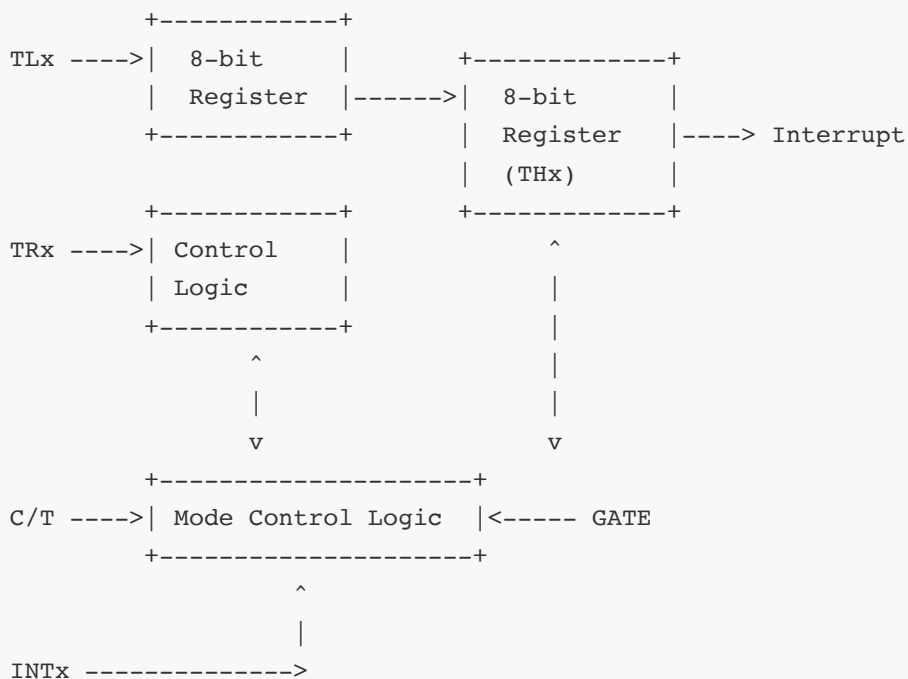 +------------+
TLx ---->|  8-bit     |       +-------------+
|  Register  |------>|  8-bit      |
+------------+       |  Register   |----> Interrupt
|  (THx)      |
+------------+       +-------------+
TRx ---->| Control    |             ^
| Logic      |             |
+------------+             |
^                    |
|                    |
v                    v
+----------------------+
C/T ---->| Mode Control Logic  |<----- GATE
+----------------------+
^
|
INTx -------------->